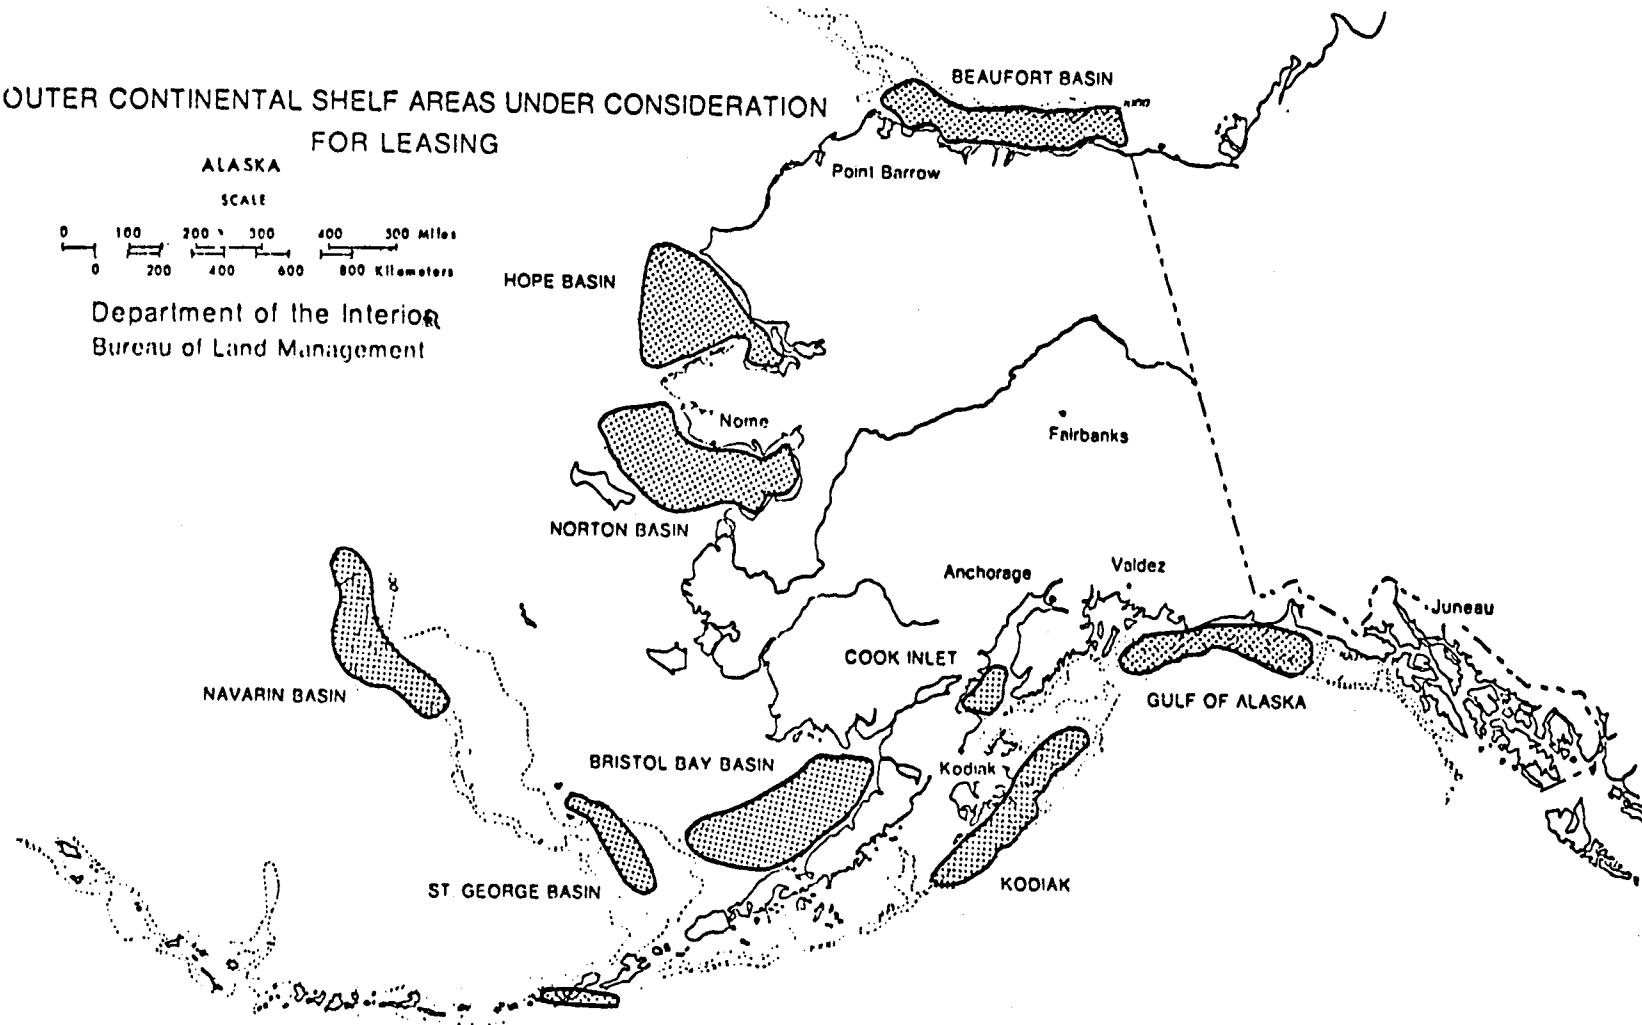 OUTER CONTINENTAL SHELF AREAS UNDER CONSIDERATION
FOR LEASING
ALASKA
SCALE
0 100 200 300 400 500 Miles
0 200 400 600 800 Kilometers
Department of the Interior
Bureau of Land Management
BEAUFORT BASIN
Point Barrow
HOPE BASIN
Nome
Fairbanks
NORTON BASIN
Anchorage
Valdez
Juneau
COOK INLET
NAVARIN BASIN
GULF OF ALASKA
BRISTOL BAY BASIN
Kodiak
ST. GEORGE BASIN
KODIAK